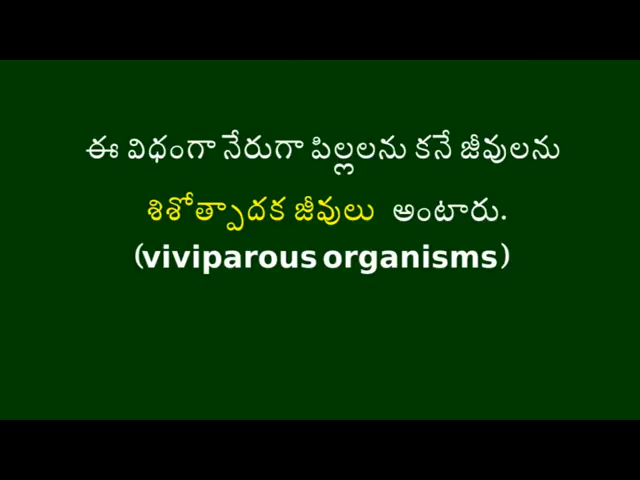 ఈ విధంగా నేరుగా పిల్లలను కనే జీవులను
శిశోత్పాదక జీవులు అంటారు.
(viviparous organisms)